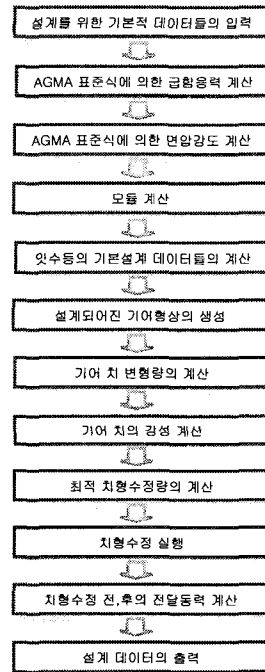 설계를 위한 기본적 데이터들의 입력
AGMA 표준식에 의한 굽힘응력 계산
AGMA 표준식에 의한 면압강도 계산
모듈 계산
잇수등의 기본설계 데이터들의 계산
설계되어진 기어형상의 생성
기어 치 변형량의 계산
기어 치의 강성 계산
최적 치형수정량의 계산
치형수정 실행
치형수정 전,후의 전달동력 계산
설계 데이터의 출력